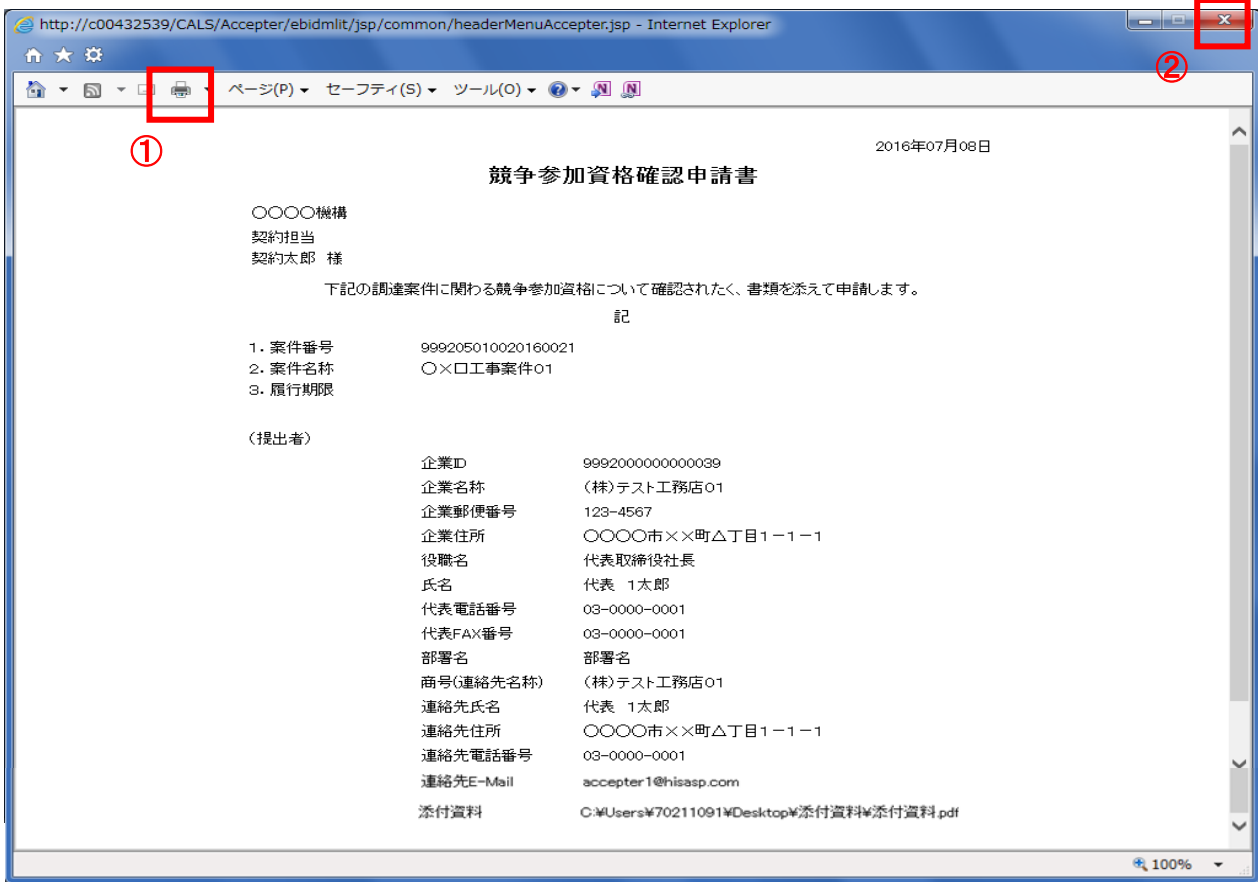 http://c00432539/CALS/Accepter/ebidmlit/jsp/common/headerMenuAccepter.jsp - Internet Explorer
②
ページ(P) セーフティ(S) ツール(O)
①
2016年07月08日
競争参加資格確認申請書
〇〇〇〇機構
契約担当
契約太郎 様
下記の調達案件に関わる競争参加資格について確認されたく、書類を添えて申請します。
記
1. 案件番号 999205010020160021
2. 案件名称 〇×口工事案件01
3. 履行期限
(提出者)
企業ID 9992000000000039
企業名称 (株)テスト工務店01
企業郵便番号 123-4567
企業住所 〇〇〇〇市××町△丁目1-1-1
役職名 代表取締役社長
氏名 代表 1太郎
代表電話番号 03-0000-0001
代表FAX番号 03-0000-0001
部署名 部署名
商号(連絡先名称) (株)テスト工務店01
連絡先氏名 代表 1太郎
連絡先住所 〇〇〇〇市××町△丁目1-1-1
連絡先電話番号 03-0000-0001
連絡先E-Mail accepter1@hisasp.com
添付資料 C:¥Users¥70211091¥Desktop¥添付資料¥添付資料.pdf
100%